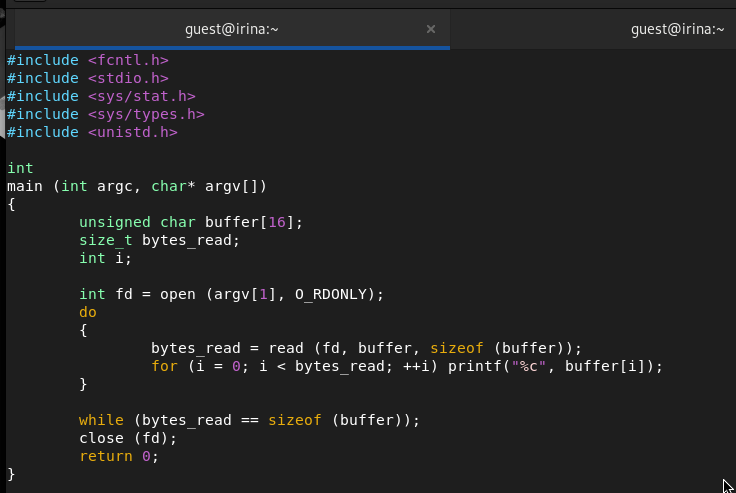 guest@irina:~ × guest@irina:~
#include <fcntl.h>
#include <stdio.h>
#include <sys/stat.h>
#include <sys/types.h>
#include <unistd.h>

int
main (int argc, char* argv[])
{
        unsigned char buffer[16];
        size_t bytes_read;
        int i;

        int fd = open (argv[1], O_RDONLY);
        do
        {
                bytes_read = read (fd, buffer, sizeof (buffer));
                for (i = 0; i < bytes_read; ++i) printf("%c", buffer[i]);
        }

        while (bytes_read == sizeof (buffer));
        close (fd);
        return 0;
}